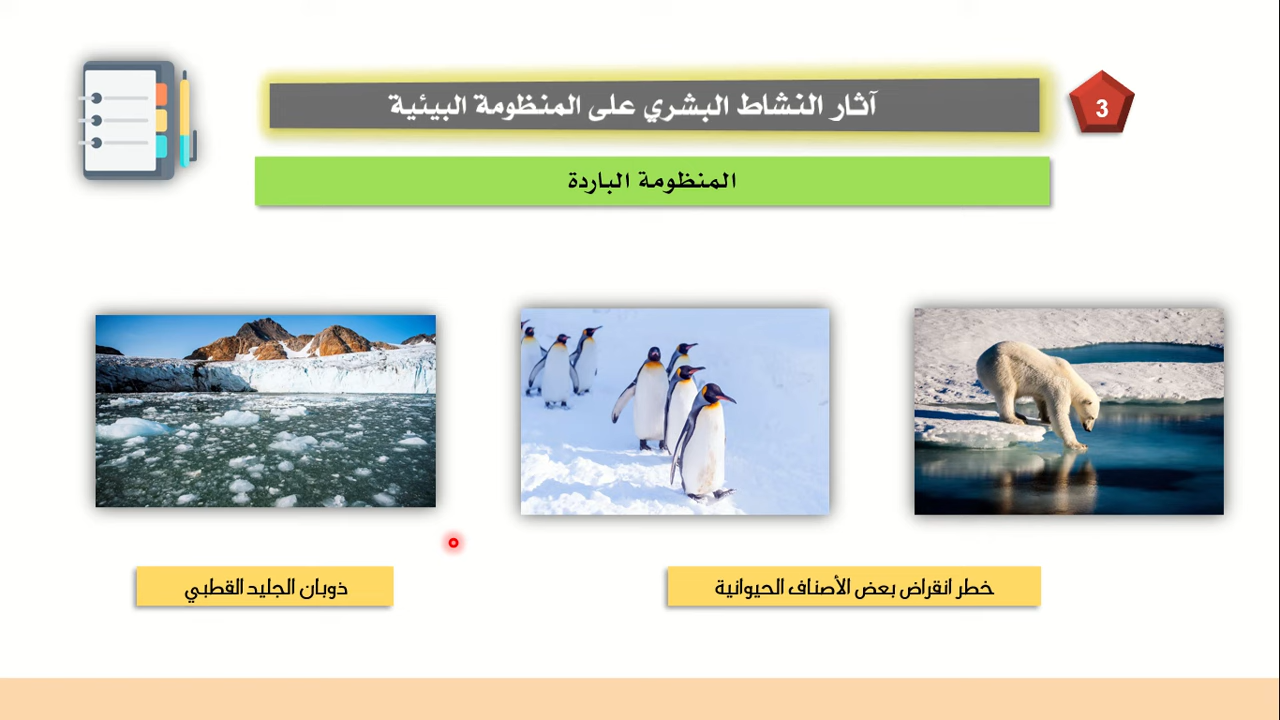 3
آثار النشاط البشري على المنظومة البيئية
المنظومة الباردة
خطر انقراض بعض الأصناف الحيوانية
ذوبان الجليد القطبي